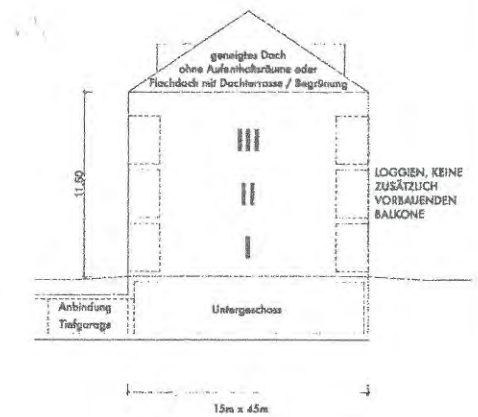 geneigtes Dach
ohne Aufenthaltsräume oder
Flachdach mit Dachterrasse / Begrünung
III
11,60
LOGGIEN, KEINE
ZUSÄTZLICH
VORBAUENDEN
BALKONE
II
I
Anbindung
Tiefgarage
Untergeschoss
15m x 45m